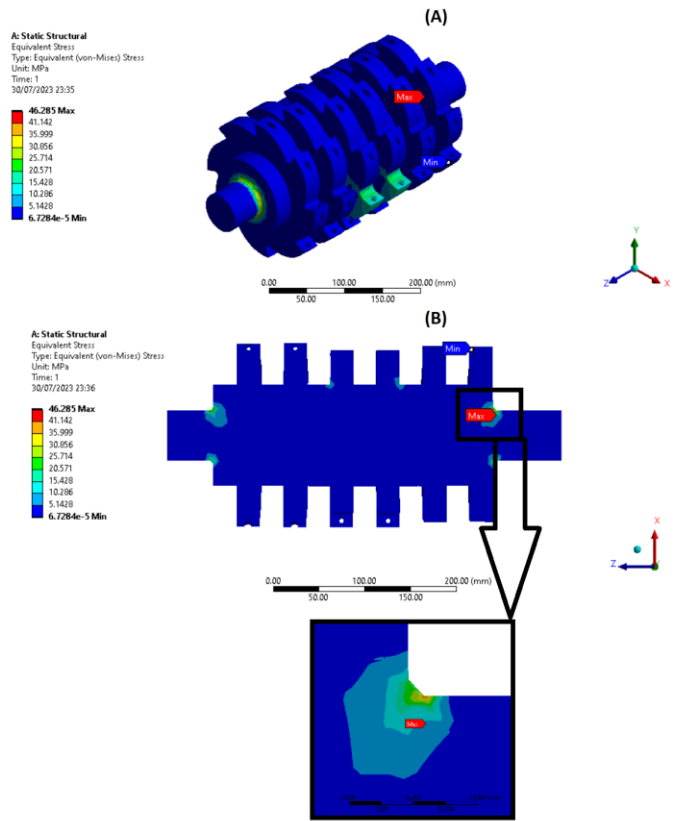 (A)
A: Static Structural
Equivalent Stress
Type: Equivalent (von-Mises) Stress
Unit: MPa
Time: 1
30/07/2023 23:35
46.285 Max
41.142
35.999
30.856
25.714
20.571
15.428
10.286
5.1428
6.7284e-5 Min
Max
Min
0.00 100.00 200.00 (mm)
50.00 150.00
Y
Z
X
(B)
A: Static Structural
Equivalent Stress
Type: Equivalent (von-Mises) Stress
Unit: MPa
Time: 1
30/07/2023 23:36
46.285 Max
41.142
35.999
30.856
25.714
20.571
15.428
10.286
5.1428
6.7284e-5 Min
Min
Max
X
Z
Y
0.00 100.00 200.00 (mm)
50.00 150.00
Max